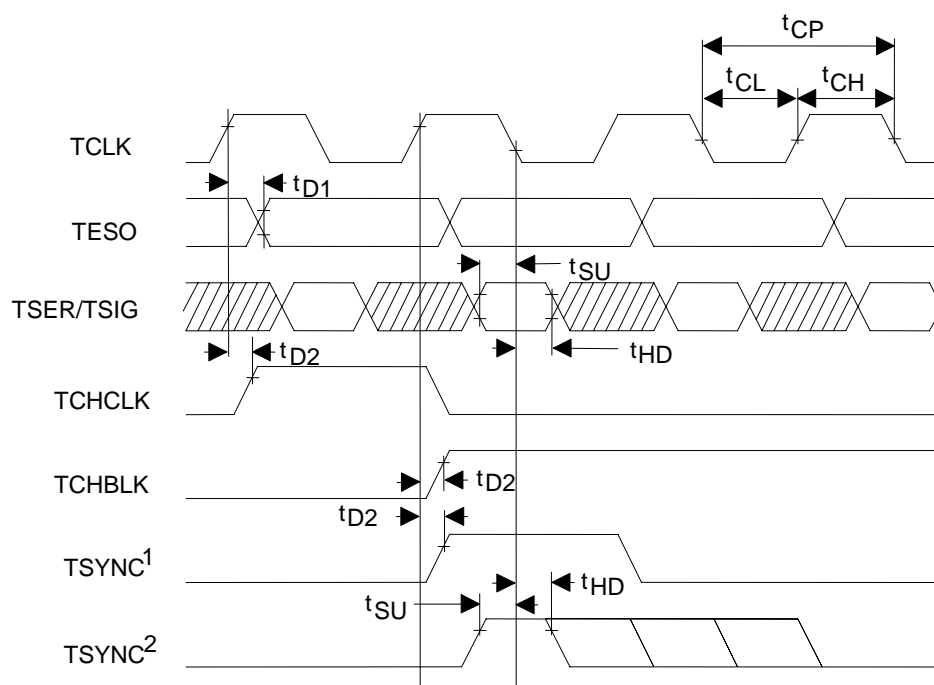 tCP
tCL tCH
TCLK
tD1
TESO
tSU
TSER/TSIG
tHD
tD2
TCHCLK
TCHBLK
tD2
tD2
TSYNC1
tHD
tSU
TSYNC2